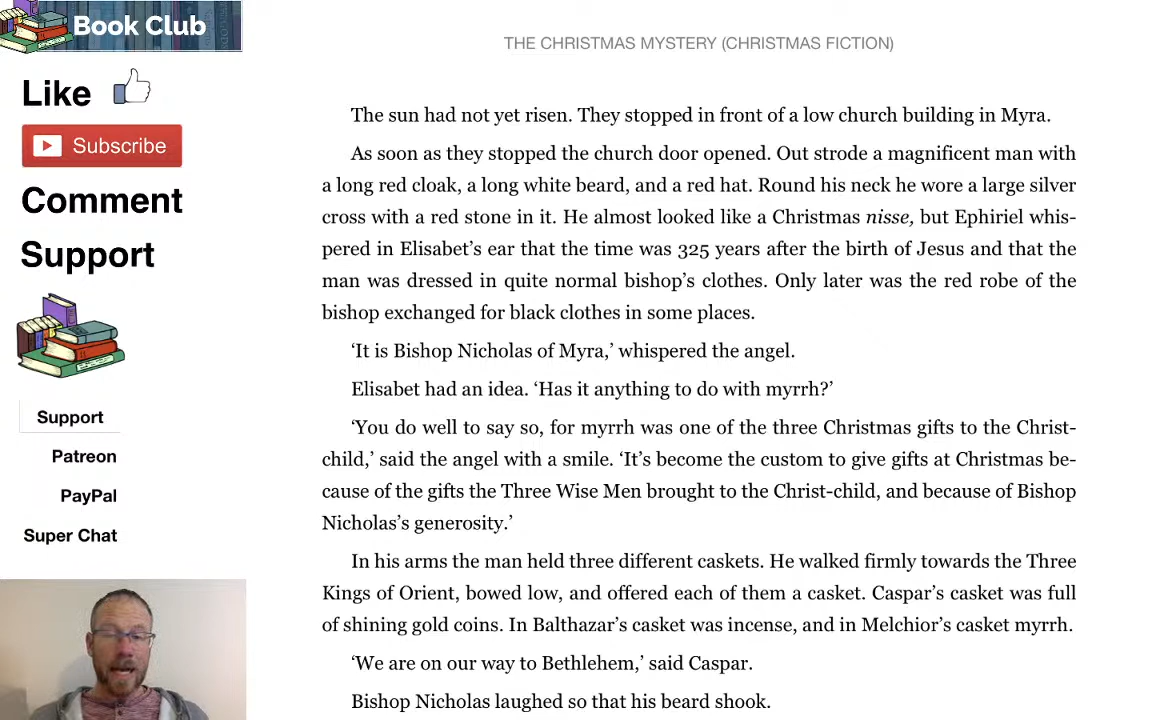 Book Club
Like
Subscribe
Comment
Support
Support
Patreon
PayPal
Super Chat
THE CHRISTMAS MYSTERY (CHRISTMAS FICTION)
The sun had not yet risen. They stopped in front of a low church building in Myra.
As soon as they stopped the church door opened. Out strode a magnificent man with
a long red cloak, a long white beard, and a red hat. Round his neck he wore a large silver
cross with a red stone in it. He almost looked like a Christmas nisse, but Ephiriel whis-
pered in Elisabet’s ear that the time was 325 years after the birth of Jesus and that the
man was dressed in quite normal bishop’s clothes. Only later was the red robe of the
bishop exchanged for black clothes in some places.
‘It is Bishop Nicholas of Myra,’ whispered the angel.
Elisabet had an idea. ‘Has it anything to do with myrrh?’
‘You do well to say so, for myrrh was one of the three Christmas gifts to the Christ-
child,’ said the angel with a smile. ‘It’s become the custom to give gifts at Christmas be-
cause of the gifts the Three Wise Men brought to the Christ-child, and because of Bishop
Nicholas’s generosity.’
In his arms the man held three different caskets. He walked firmly towards the Three
Kings of Orient, bowed low, and offered each of them a casket. Caspar’s casket was full
of shining gold coins. In Balthazar’s casket was incense, and in Melchior’s casket myrrh.
‘We are on our way to Bethlehem,’ said Caspar.
Bishop Nicholas laughed so that his beard shook.